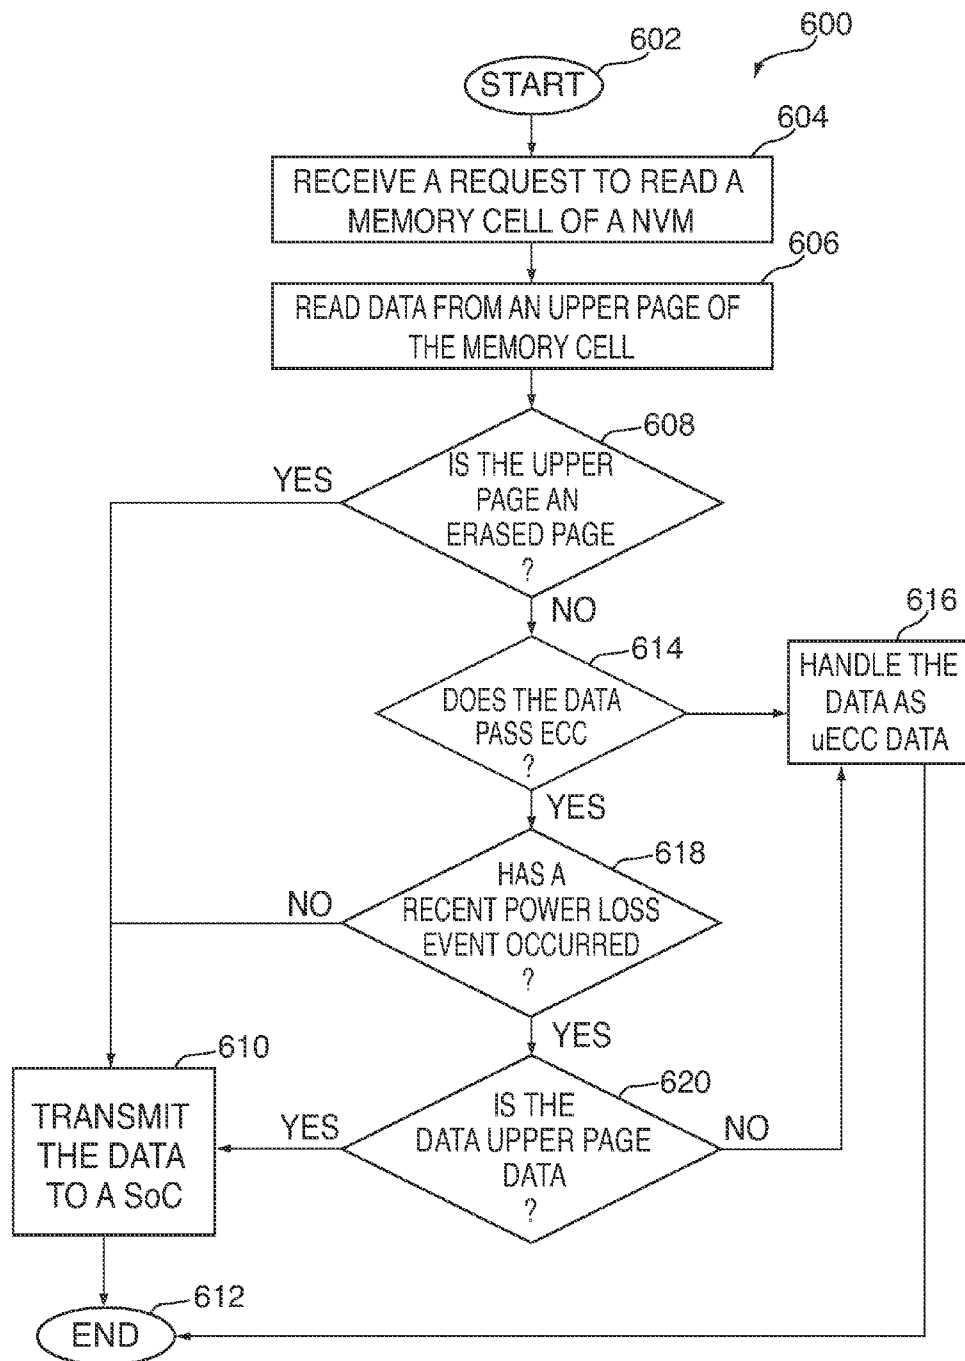 600
602
START
604
RECEIVE A REQUEST TO READ A
MEMORY CELL OF A NVM
606
READ DATA FROM AN UPPER PAGE OF
THE MEMORY CELL
608
IS THE UPPER
PAGE AN
ERASED PAGE
?
YES
NO
614
DOES THE DATA
PASS ECC
?
616
HANDLE THE
DATA AS
uECC DATA
YES
618
HAS A
RECENT POWER LOSS
EVENT OCCURRED
?
NO
YES
620
IS THE
DATA UPPER PAGE
DATA
?
YES
NO
610
TRANSMIT
THE DATA
TO A SoC
612
END